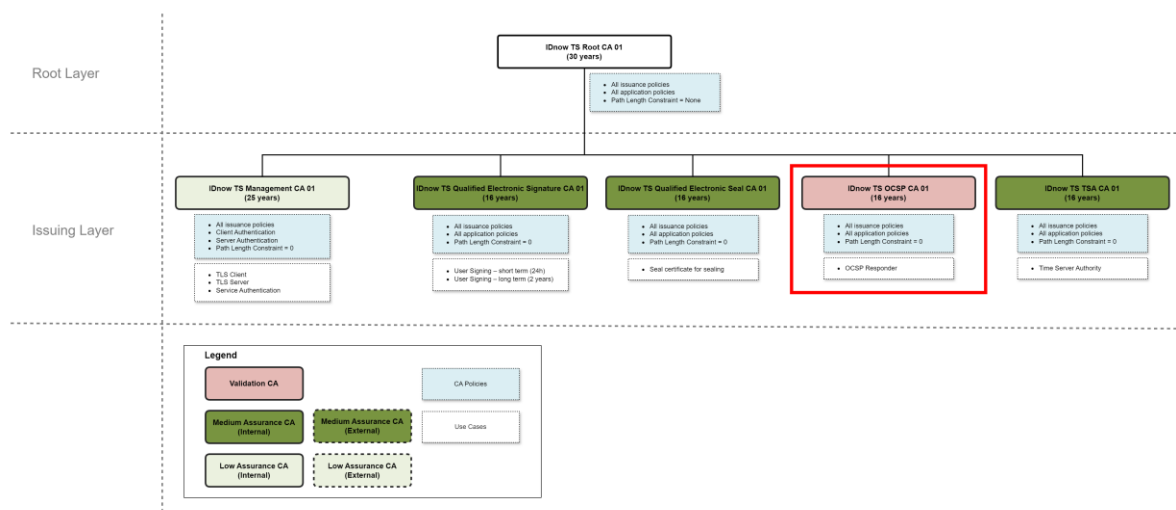 IDnow TS Root CA 01
(30 years)
Root Layer
• All issuance policies
• All application policies
• Path Length Constraint = None
IDnow TS Management CA 01
(25 years)
• All issuance policies
• Client Authentication
• Server Authentication
• Path Length Constraint = 0
• TLS Client
• TLS Server
• Service Authentication
IDnow TS Qualified Electronic Signature CA 01
(16 years)
• All issuance policies
• All application policies
• Path Length Constraint = 0
• User Signing – short term (24h)
• User Signing – long term (2 years)
IDnow TS Qualified Electronic Seal CA 01
(16 years)
• All issuance policies
• All application policies
• Path Length Constraint = 0
• Seal certificate for sealing
IDnow TS OCSP CA 01
(16 years)
• All issuance policies
• All application policies
• Path Length Constraint = 0
• OCSP Responder
IDnow TS TSA CA 01
(16 years)
• All issuance policies
• All application policies
• Path Length Constraint = 0
• Time Server Authority
Issuing Layer
Legend
Validation CA
CA Policies
Medium Assurance CA
(Internal)
Medium Assurance CA
(External)
Use Cases
Low Assurance CA
(Internal)
Low Assurance CA
(External)